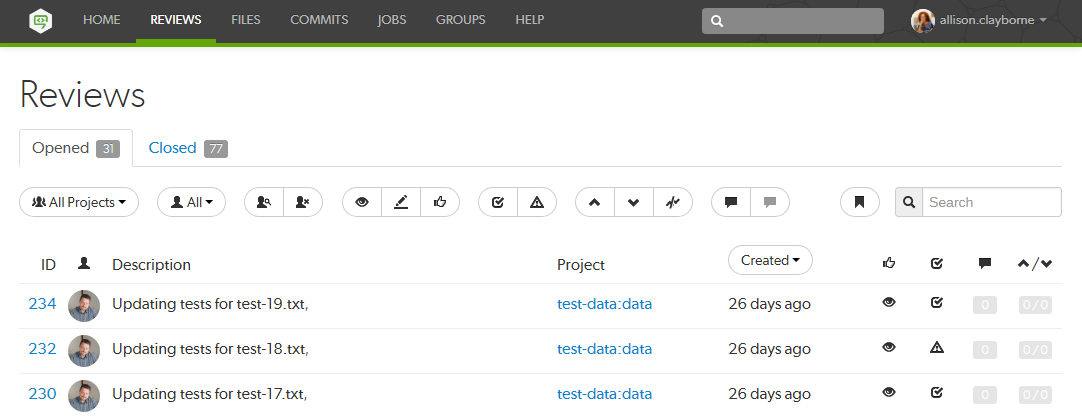 HOME REVIEWS FILES COMMITS JOBS GROUPS HELP allison.clayborne
Reviews
Opened 31 Closed 77
All Projects All Search
ID Description Project Created /
234 Updating tests for test-19.txt, test-data:data 26 days ago 0 0/0
232 Updating tests for test-18.txt, test-data:data 26 days ago 0 0/0
230 Updating tests for test-17.txt, test-data:data 26 days ago 0 0/0